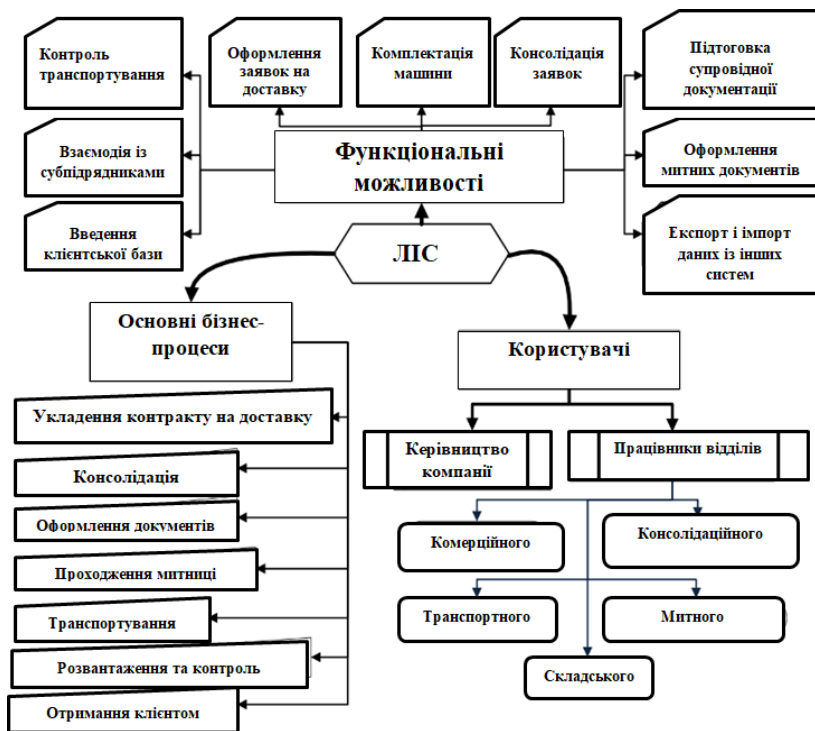 Контроль
транспортування
Оформлення
заявок на
доставку
Комплектація
машини
Консолідація
заявок
Підтоговка
супровідної
документації
Взаємодія із
субпідрядниками
Функціональні
можливості
Оформлення
митних документів
Введення
клієнтської бази
ЛІС
Експорт і імпорт
даних із інших
систем
Основні бізнес-
процеси
Користувачі
Укладення контракту на доставку
Консолідація
Оформлення документів
Проходження митниці
Транспортування
Розвантаження та контроль
Отримання клієнтом
Керівництво
компанії
Працівники відділів
Комерційного
Консолідаційного
Транспортного
Митного
Складського